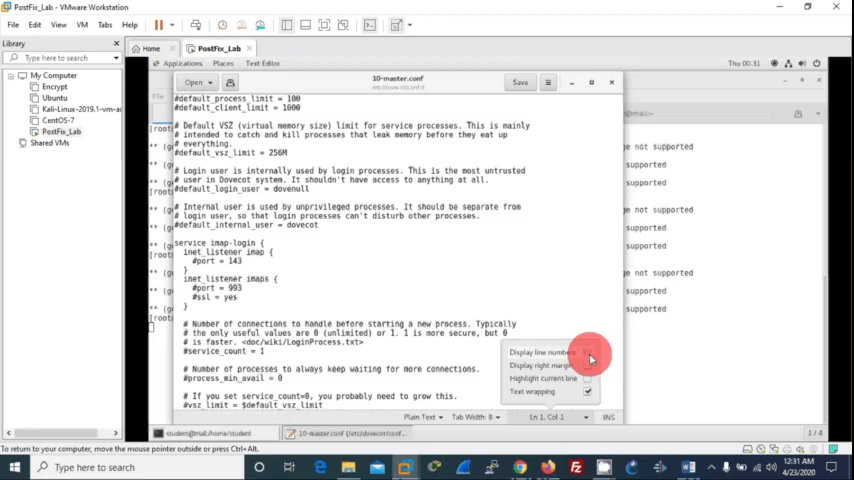 PostFix_Lab - VMware Workstation
File Edit View VM Tabs Help
Library
Type here to search
My Computer
Encrypt
Ubuntu
Kali-Linux-2019.1-vm-a
CentOS-7
PostFix_Lab
Shared VMs
Home PostFix_Lab
Applications Places Text Editor Thu 00:31
Open 10-master.conf Save
/etc/dovecot/conf.d
#default_process_limit = 100
#default_client_limit = 1000
# Default VSZ (virtual memory size) limit for service processes. This is mainly
# intended to catch and kill processes that leak memory before they eat up
# everything.
#default_vsz_limit = 256M
# Login user is internally used by login processes. This is the most untrusted
# user in Dovecot system. It shouldn't have access to anything at all.
#default_login_user = dovenull
# Internal user is used by unprivileged processes. It should be separate from
# login user, so that login processes can't disturb other processes.
#default_internal_user = dovecot
service imap-login {
inet_listener imap {
#port = 143
}
inet_listener imaps {
#port = 993
#ssl = yes
}
# Number of connections to handle before starting a new process. Typically
# the only useful values are 0 (unlimited) or 1. 1 is more secure, but 0
# is faster. <doc/wiki/LoginProcess.txt>
#service_count = 1
# Number of processes to always keep waiting for more connections.
#process_min_avail = 0
# If you set service_count=0, you probably need to grow this.
#vsz_limit = $default_vsz_limit
Display line numbers
Display right margin
Highlight current line
Text wrapping
Plain Text Tab Width: 8 Ln 1, Col 1 INS
@email:~
ge not supported
supported
supported
ge not supported
supported
supported
ge not supported
supported
supported
student@mail:/home/student 10-master.conf (/etc/dovecot/conf... 1 / 4
To return to your computer, move the mouse pointer outside or press Ctrl+Alt.
Type here to search
12:31 AM
4/23/2020